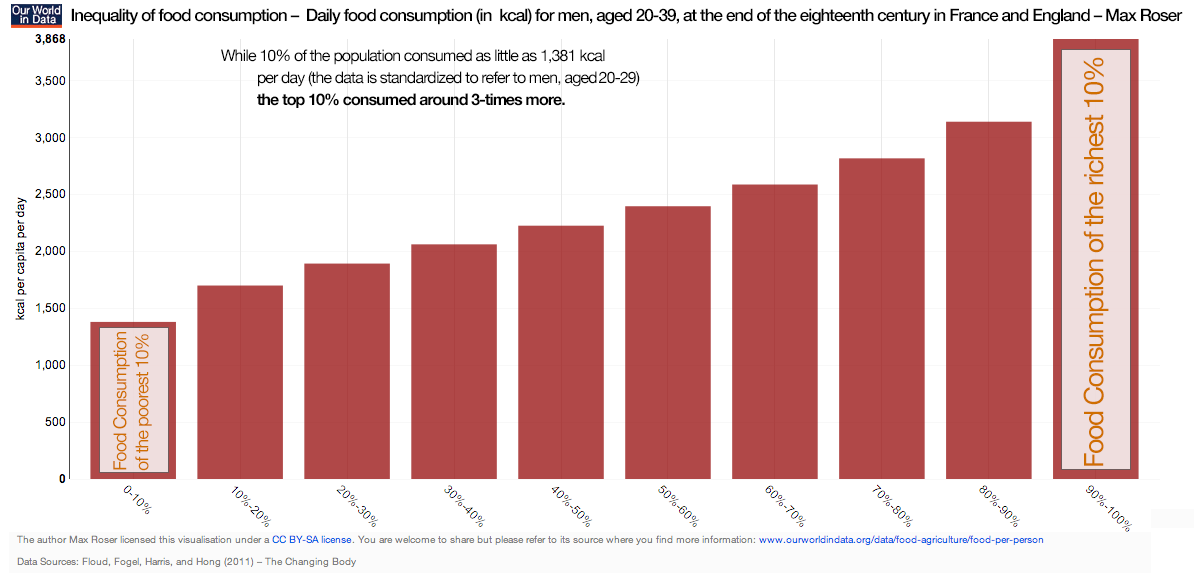 Our World
in Data
Inequality of food consumption – Daily food consumption (in kcal) for men, aged 20-39, at the end of the eighteenth century in France and England – Max Roser
While 10% of the population consumed as little as 1,381 kcal
per day (the data is standardized to refer to men, aged 20-29)
the top 10% consumed around 3-times more.
kcal per capita per day
3,868
3,500
3,000
2,500
2,000
1,500
1,000
500
0
Food Consumption
of the poorest 10%
Food Consumption of the richest 10%
0-10%
10%-20%
20%-30%
30%-40%
40%-50%
50%-60%
60%-70%
70%-80%
80%-90%
90%-100%
The author Max Roser licensed this visualisation under a CC BY-SA license. You are welcome to share but please refer to its source where you find more information: www.ourworldindata.org/data/food-agriculture/food-per-person
Data Sources: Floud, Fogel, Harris, and Hong (2011) – The Changing Body